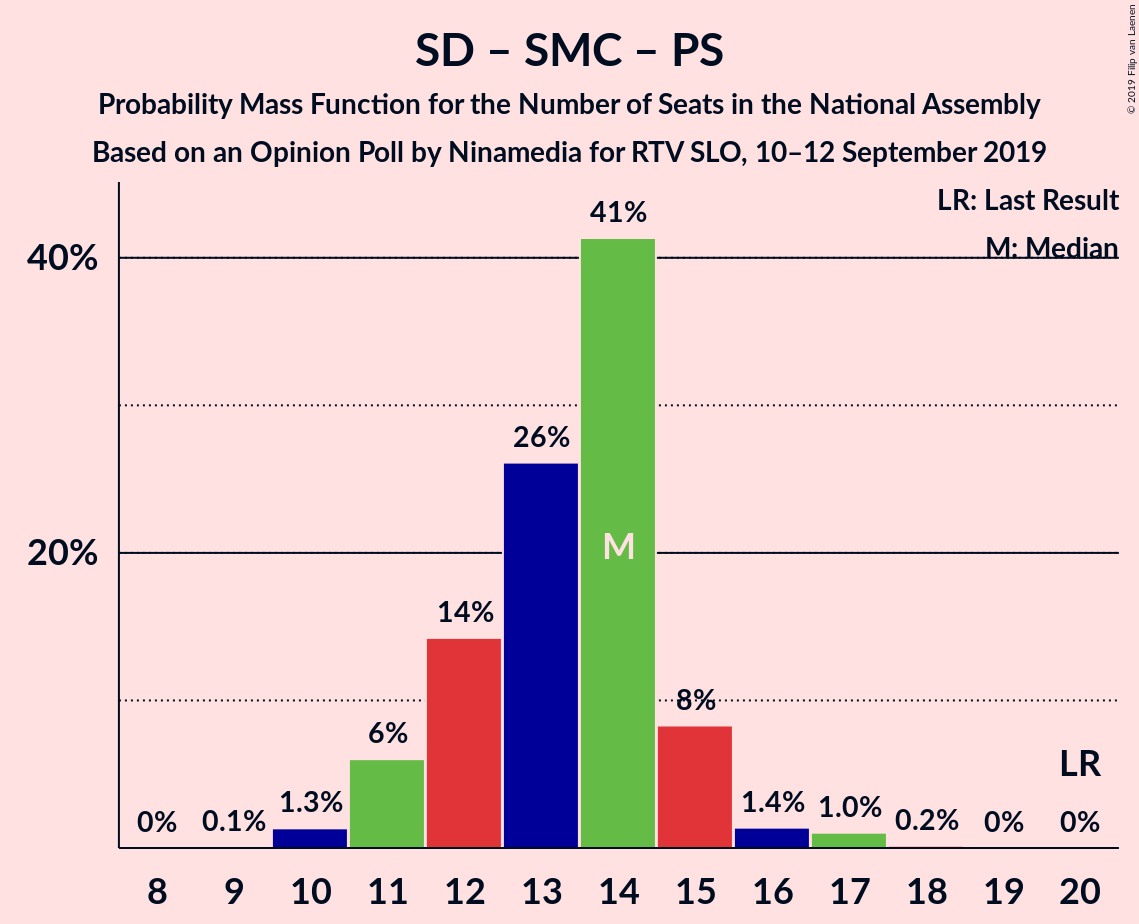 SD – SMC – PS
Probability Mass Function for the Number of Seats in the National Assembly
Based on an Opinion Poll by Ninamedia for RTV SLO, 10–12 September 2019
© 2019 Filip van Laenen
LR: Last Result
M: Median
40%
20%
0%
0.1%
1.3%
6%
14%
26%
41%
M
8%
1.4%
1.0%
0.2%
0%
LR
0%
8 9 10 11 12 13 14 15 16 17 18 19 20